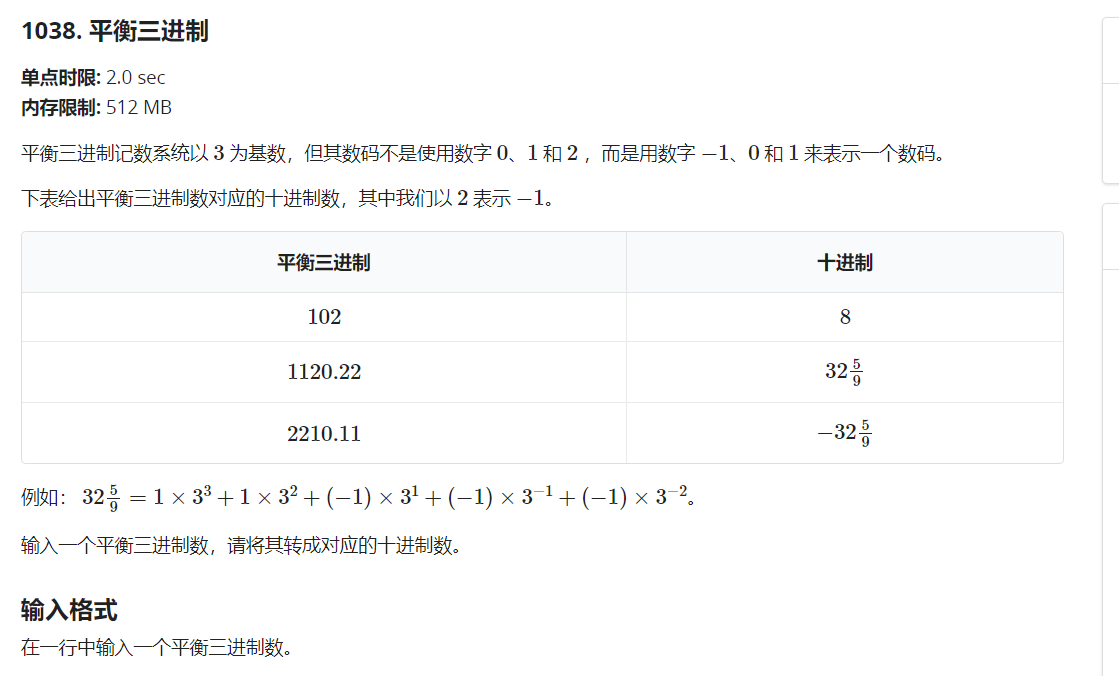 1038. 平衡三进制
单点时限: 2.0 sec
内存限制: 512 MB
平衡三进制记数系统以 3 为基数，但其数码不是使用数字 0、1 和 2 ，而是用数字 −1、0 和 1 来表示一个数码。
下表给出平衡三进制数对应的十进制数，其中我们以 2 表示 −1。
平衡三进制 十进制
102 8
1120.22 32 5/9
2210.11 −32 5/9
例如： 32 5/9 = 1 × 3^3 + 1 × 3^2 + (−1) × 3^1 + (−1) × 3^−1 + (−1) × 3^−2。
输入一个平衡三进制数，请将其转成对应的十进制数。
输入格式
在一行中输入一个平衡三进制数。